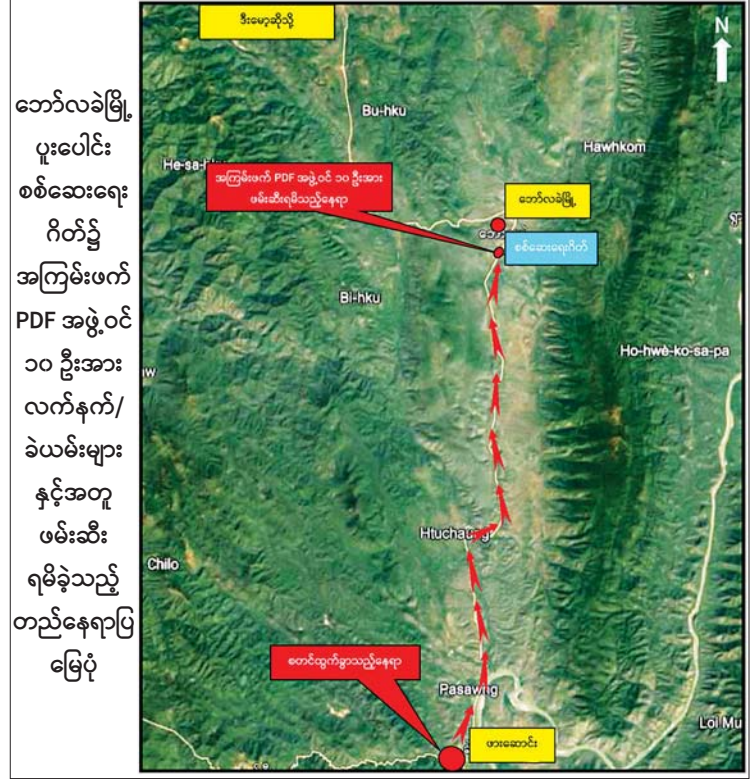 ဘော်လခဲမြို့
ပူးပေါင်း
စစ်ဆေးရေး
ဂိတ်၌
အကြမ်းဖက်
PDF အဖွဲ့ဝင်
၁၀ ဦးအား
လက်နက်/
ခဲယမ်းများ
နှင့်အတူ
ဖမ်းဆီး
ရမိခဲ့သည့်
တည်နေရာပြ
မြေပုံ
ဒီးမော့ဆိုသို့
N
Bu-hku
Hawhkom
He-sa-
အကြမ်းဖက် PDF အဖွဲ့ဝင် ၁၀ ဦးအား
ဖမ်းဆီးရမိသည့်နေရာ
ဘော်လခဲမြို့
စစ်ဆေးရေးဂိတ်
Bi-hku
Ho-hwè-ko-sa-pa
aw
Htuchaung
Chilo
စတင်ထွက်ခွာသည့်နေရာ
Pasawng
Loi Mu
ဖားဆောင်း